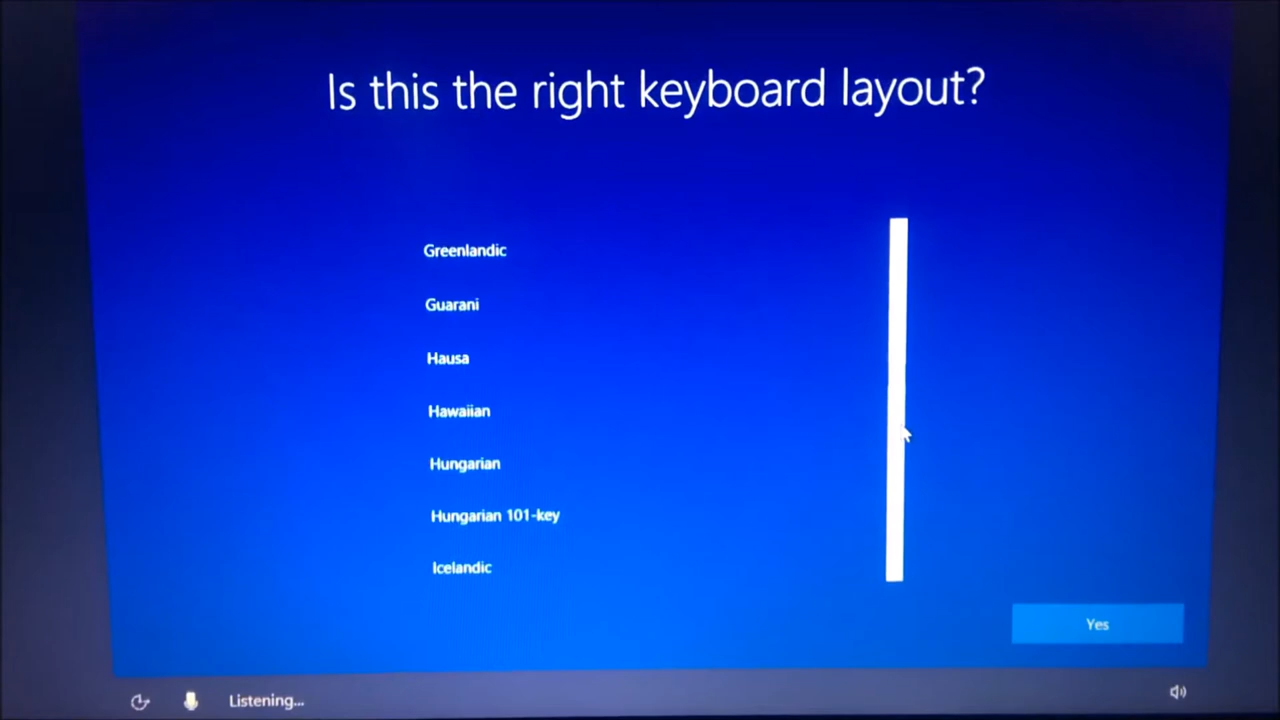 Is this the right keyboard layout?
Greenlandic
Guarani
Hausa
Hawaiian
Hungarian
Hungarian 101-key
Icelandic
Yes
Listening...